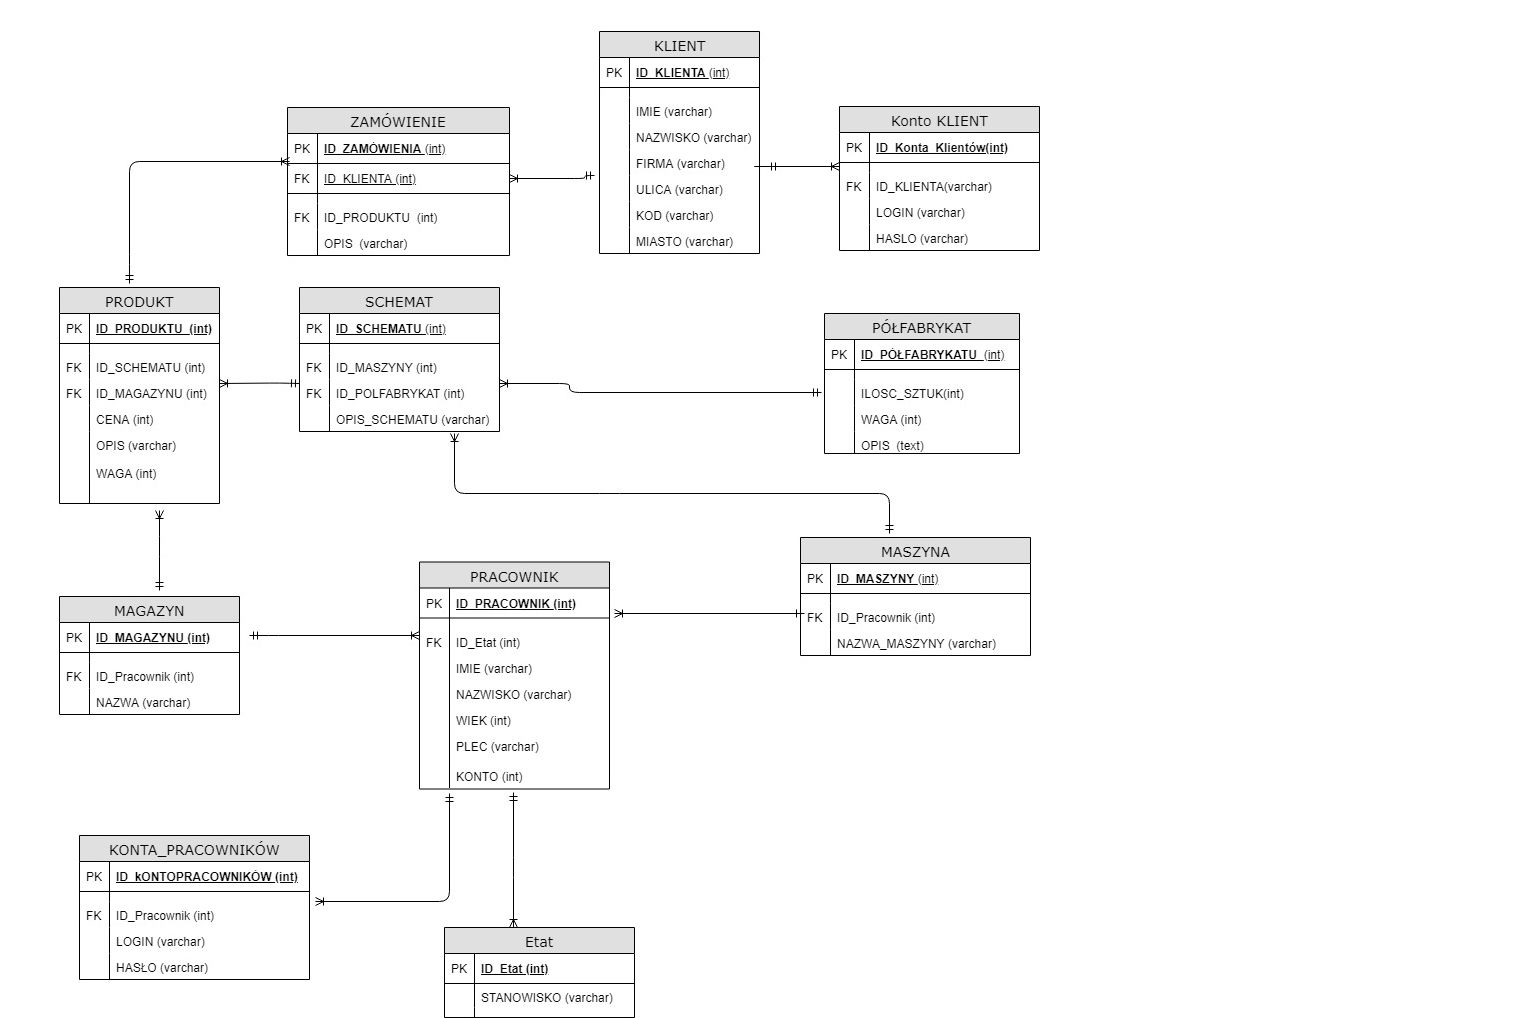 KLIENT
PK ID_KLIENTA (int)
IMIE (varchar)
NAZWISKO (varchar)
FIRMA (varchar)
ULICA (varchar)
KOD (varchar)
MIASTO (varchar)
Konto KLIENT
PK ID_Konta_Klientów(int)
FK ID_KLIENTA(varchar)
LOGIN (varchar)
HASLO (varchar)
ZAMÓWIENIE
PK ID_ZAMÓWIENIA (int)
FK ID_KLIENTA (int)
FK ID_PRODUKTU (int)
OPIS (varchar)
PRODUKT
PK ID_PRODUKTU (int)
FK ID_SCHEMATU (int)
FK ID_MAGAZYNU (int)
CENA (int)
OPIS (varchar)
WAGA (int)
SCHEMAT
PK ID_SCHEMATU (int)
FK ID_MASZYNY (int)
FK ID_POLFABRYKAT (int)
OPIS_SCHEMATU (varchar)
PÓŁFABRYKAT
PK ID_PÓŁFABRYKATU (int)
ILOSC_SZTUK(int)
WAGA (int)
OPIS (text)
MASZYNA
PK ID_MASZYNY (int)
FK ID_Pracownik (int)
NAZWA_MASZYNY (varchar)
PRACOWNIK
PK ID_PRACOWNIK (int)
FK ID_Etat (int)
IMIE (varchar)
NAZWISKO (varchar)
WIEK (int)
PLEC (varchar)
KONTO (int)
MAGAZYN
PK ID_MAGAZYNU (int)
FK ID_Pracownik (int)
NAZWA (varchar)
KONTA_PRACOWNIKÓW
PK ID_kONTOPRACOWNIKÓW (int)
FK ID_Pracownik (int)
LOGIN (varchar)
HASŁO (varchar)
Etat
PK ID_Etat (int)
STANOWISKO (varchar)